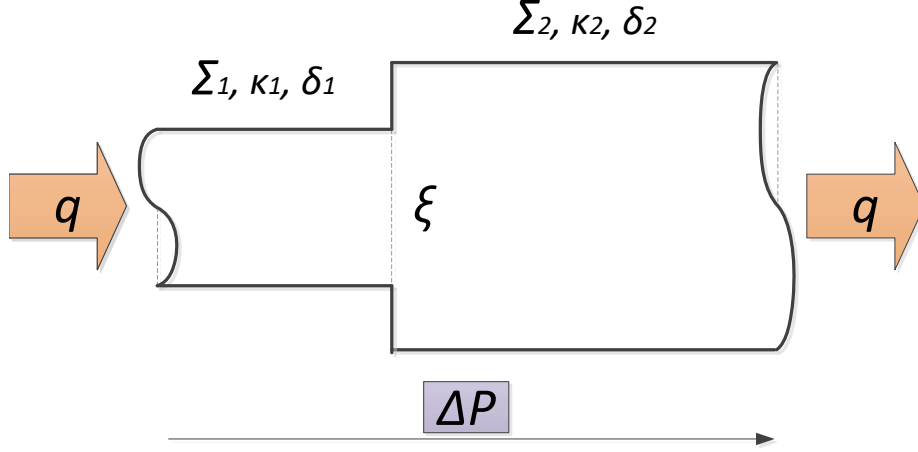 Σ2, κ2, δ2
Σ1, κ1, δ1
q
ξ
q
ΔP